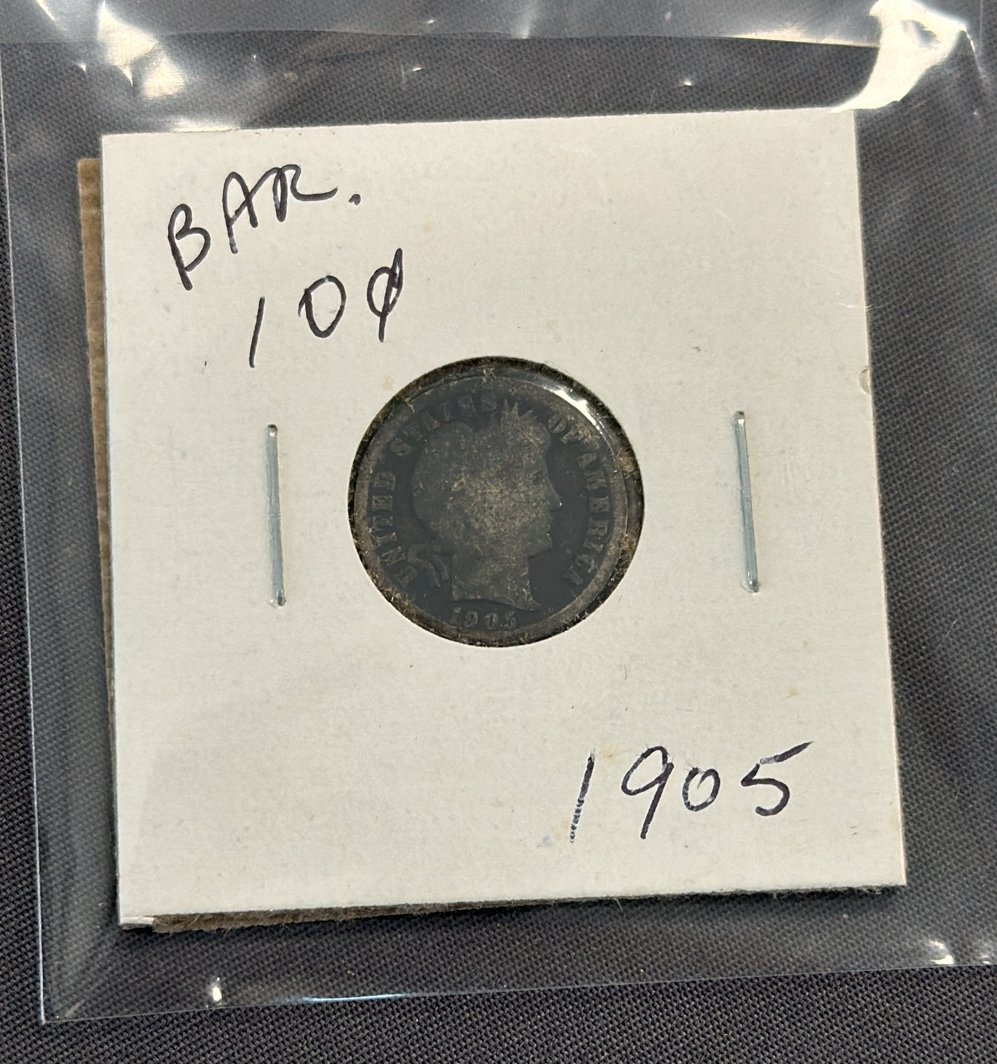 BAR.
10¢
UNITED STATES OF AMERICA
1905
1905